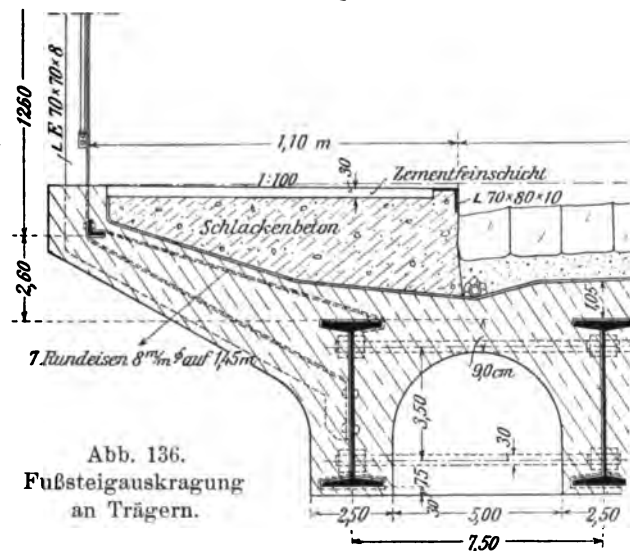 1260
∟E 70×70×8
1,10 m
30
Zementfeinschicht
1:100
∟ 70×80×10
Schlackenbeton
2,60
1,05
7 Rundeisen 8 m/m ϕ auf 1,45 m
9,0 cm
3,50
30
75
30
2,50
5,00
2,50
7,50
Abb. 136.
Fußsteigauskragung
an Trägern.